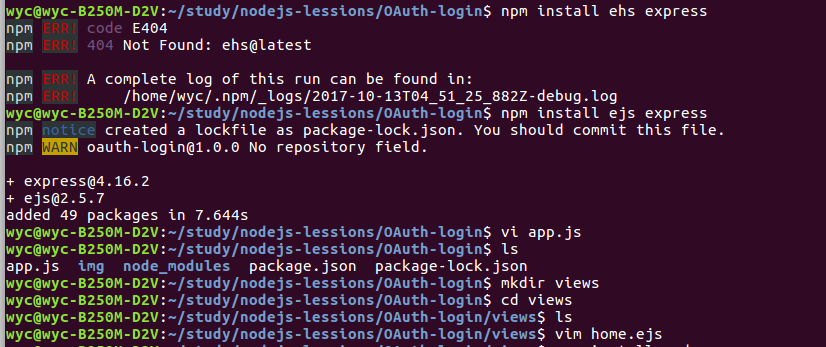 wyc@wyc-B250M-D2V:~/study/nodejs-lessions/OAuth-login$ npm install ehs express
npm ERR! code E404
npm ERR! 404 Not Found: ehs@latest
npm ERR! A complete log of this run can be found in:
npm ERR!     /home/wyc/.npm/_logs/2017-10-13T04_51_25_882Z-debug.log
wyc@wyc-B250M-D2V:~/study/nodejs-lessions/OAuth-login$ npm install ejs express
npm notice created a lockfile as package-lock.json. You should commit this file.
npm WARN oauth-login@1.0.0 No repository field.
+ express@4.16.2
+ ejs@2.5.7
added 49 packages in 7.644s
wyc@wyc-B250M-D2V:~/study/nodejs-lessions/OAuth-login$ vi app.js
wyc@wyc-B250M-D2V:~/study/nodejs-lessions/OAuth-login$ ls
app.js  img  node_modules  package.json  package-lock.json
wyc@wyc-B250M-D2V:~/study/nodejs-lessions/OAuth-login$ mkdir views
wyc@wyc-B250M-D2V:~/study/nodejs-lessions/OAuth-login$ cd views
wyc@wyc-B250M-D2V:~/study/nodejs-lessions/OAuth-login/views$ ls
wyc@wyc-B250M-D2V:~/study/nodejs-lessions/OAuth-login/views$ vim home.ejs